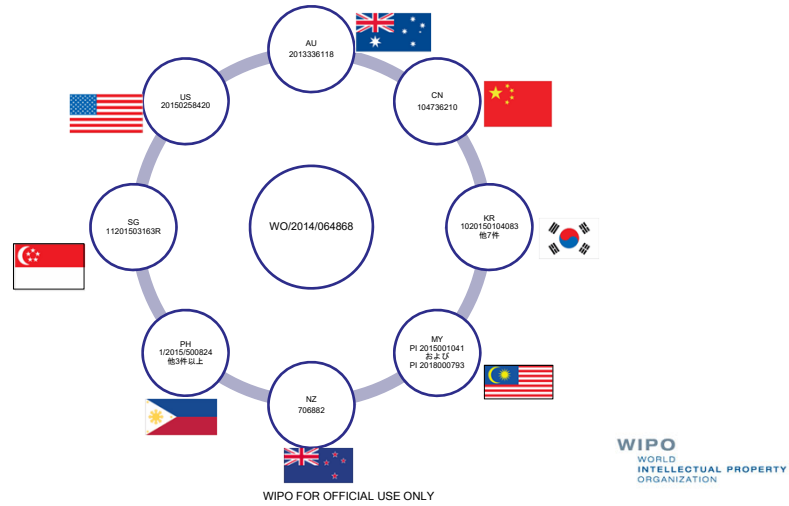 AU
2013336118
US
20150258420
CN
104736210
SG
11201503163R
WO/2014/064868
KR
1020150104083
他7件
PH
1/2015/500824
他3件以上
MY
PI 2015001041
および
PI 2018000793
NZ
706882
WIPO
WORLD
INTELLECTUAL PROPERTY
ORGANIZATION
WIPO FOR OFFICIAL USE ONLY